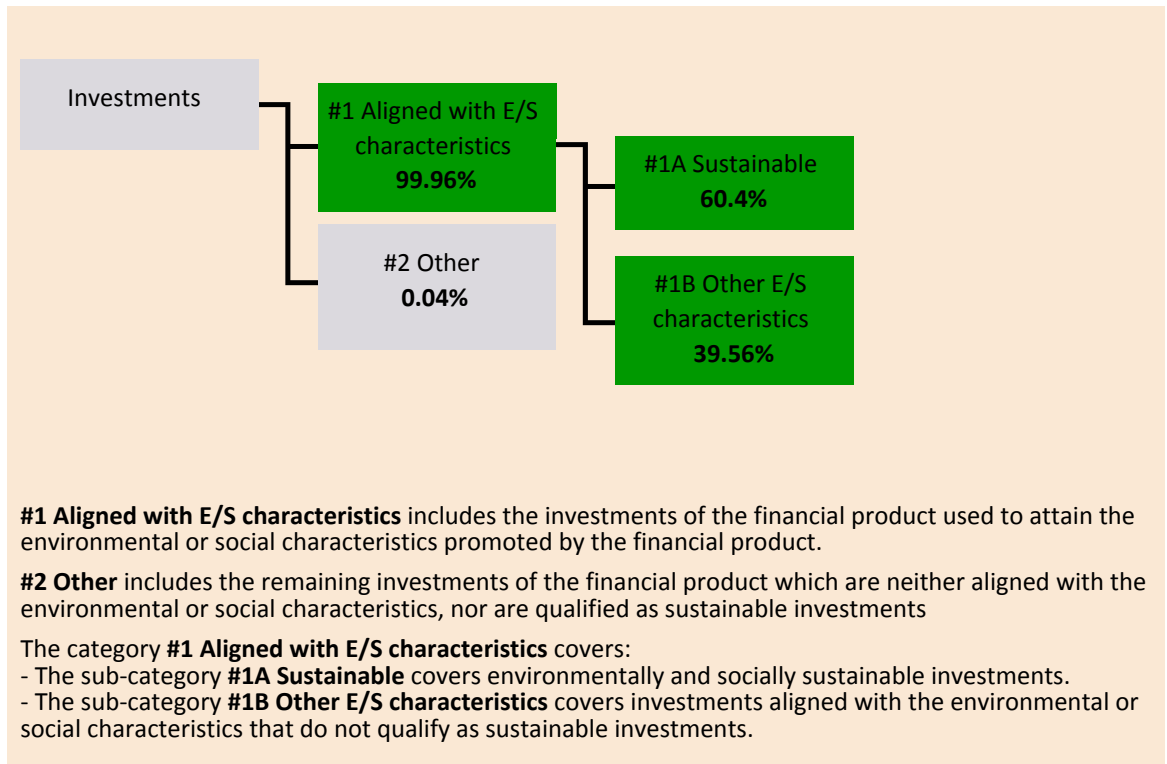 Investments
#1 Aligned with E/S
characteristics
99.96%
#2 Other
0.04%
#1A Sustainable
60.4%
#1B Other E/S
characteristics
39.56%
#1 Aligned with E/S characteristics includes the investments of the financial product used to attain the
environmental or social characteristics promoted by the financial product.
#2 Other includes the remaining investments of the financial product which are neither aligned with the
environmental or social characteristics, nor are qualified as sustainable investments
The category #1 Aligned with E/S characteristics covers:
- The sub-category #1A Sustainable covers environmentally and socially sustainable investments.
- The sub-category #1B Other E/S characteristics covers investments aligned with the environmental or
social characteristics that do not qualify as sustainable investments.